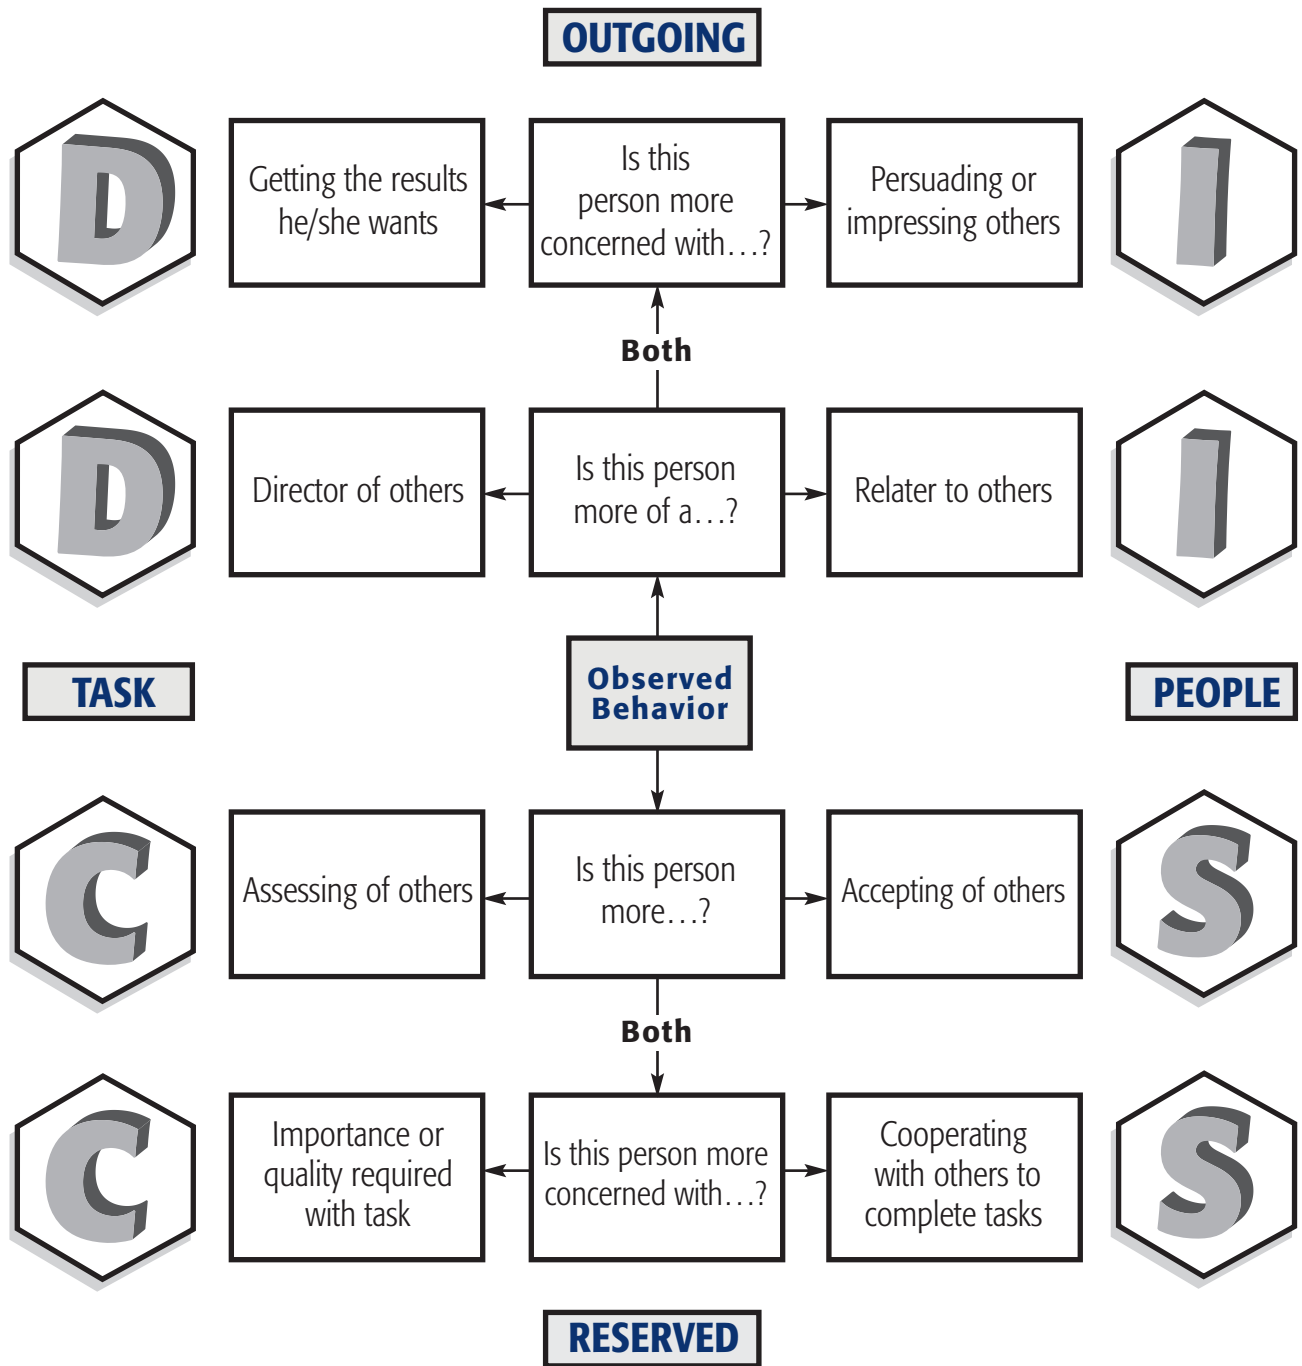 OUTGOING
D
Getting the results
he/she wants
Is this
person more
concerned with…?
Persuading or
impressing others
I
Both
D
Director of others
Is this person
more of a…?
Relater to others
I
TASK
Observed
Behavior
PEOPLE
C
Assessing of others
Is this person
more…?
Accepting of others
S
Both
C
Importance or
quality required
with task
Is this person more
concerned with…?
Cooperating
with others to
complete tasks
S
RESERVED